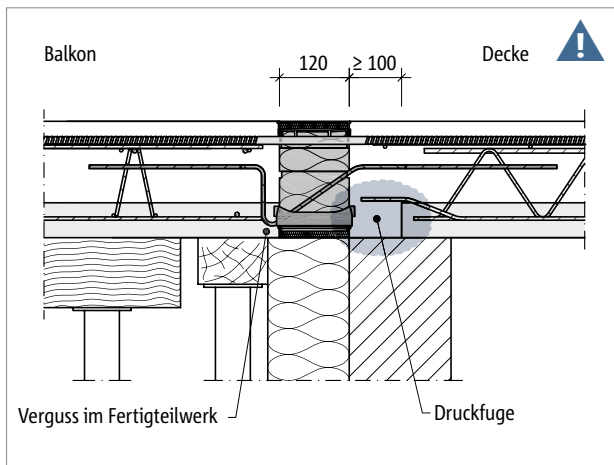 Balkon
120
≥ 100
Decke
Verguss im Fertigteilwerk
Druckfuge